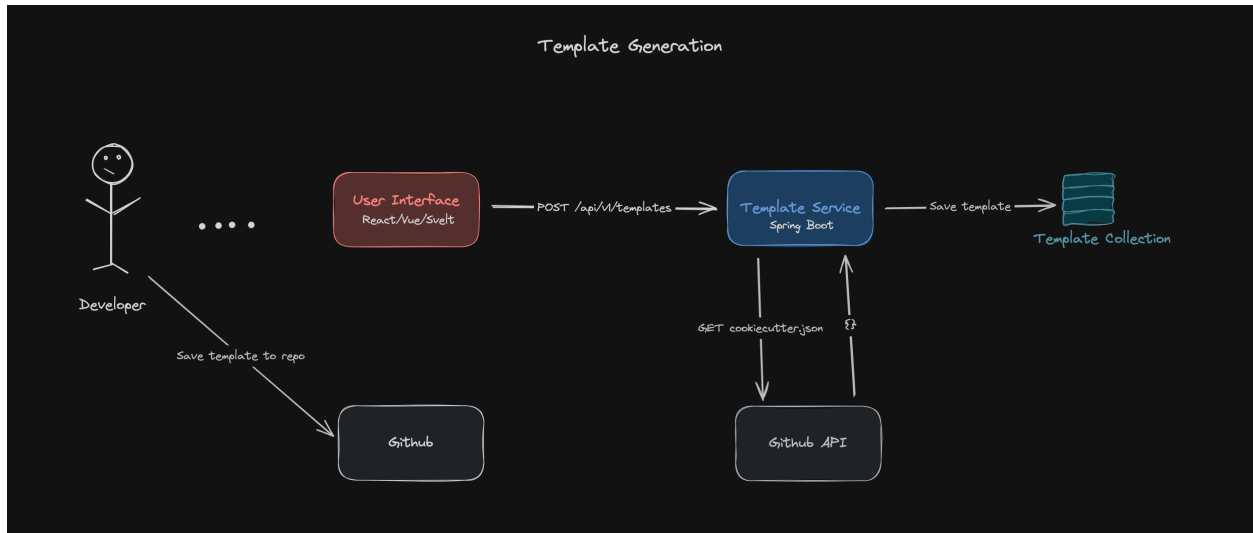 Template Generation
User Interface
React/Vue/Svelt
POST /api/v1/templates
Template Service
Spring Boot
Save template
Template Collection
Developer
GET cookiecutter.json
{}
Save template to repo
Github
Github API